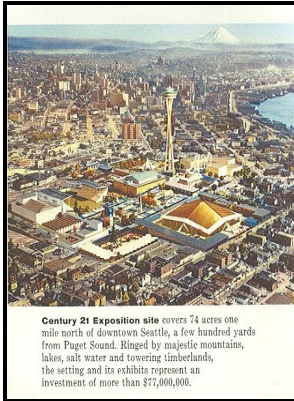 Century 21 Exposition site covers 74 acres one
mile north of downtown Seattle, a few hundred yards
from Puget Sound. Ringed by majestic mountains,
lakes, salt water and towering timberlands,
the setting and its exhibits represent an
investment of more than $77,000,000.